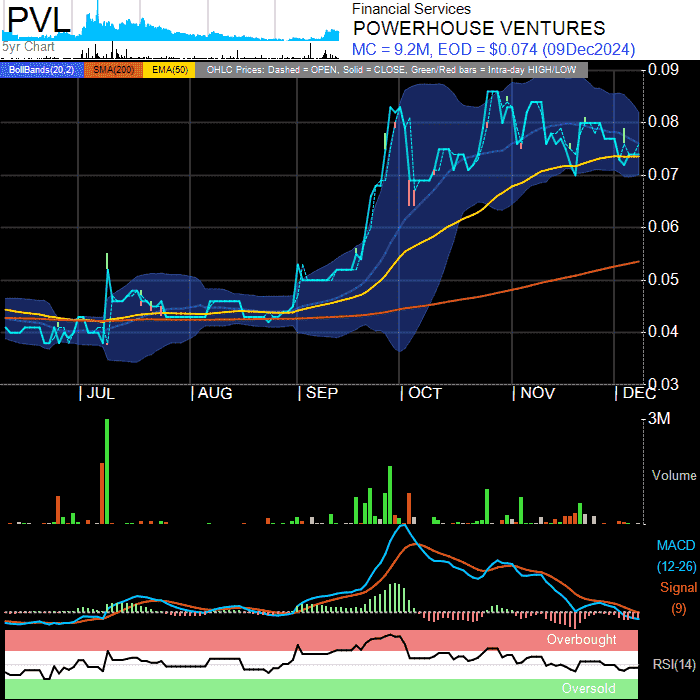 PVL
5yr Chart
Financial Services
POWERHOUSE VENTURES
MC = 9.2M, EOD = $0.074 (09Dec2024)
BollBands(20,2) SMA(200) EMA(50) OHLC Prices: Dashed = OPEN, Solid = CLOSE, Green/Red bars = Intra-day HIGH/LOW
0.09
0.08
0.07
0.06
0.05
0.04
0.03
JUL AUG SEP OCT NOV DEC
3M
Volume
MACD
(12-26)
Signal
(9)
Overbought
RSI(14)
Oversold